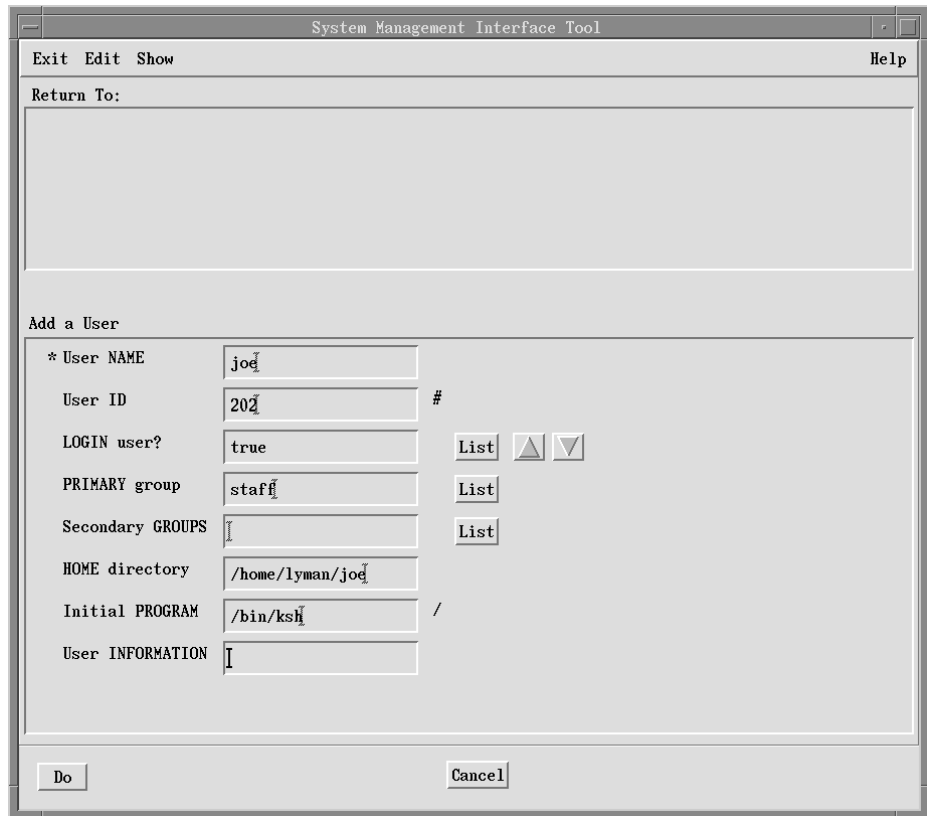 System Management Interface Tool
Exit Edit Show Help
Return To:
Add a User
* User NAME joe
User ID 202 #
LOGIN user? true List
PRIMARY group staff List
Secondary GROUPS List
HOME directory /home/lyman/joe
Initial PROGRAM /bin/ksh /
User INFORMATION
Do Cancel